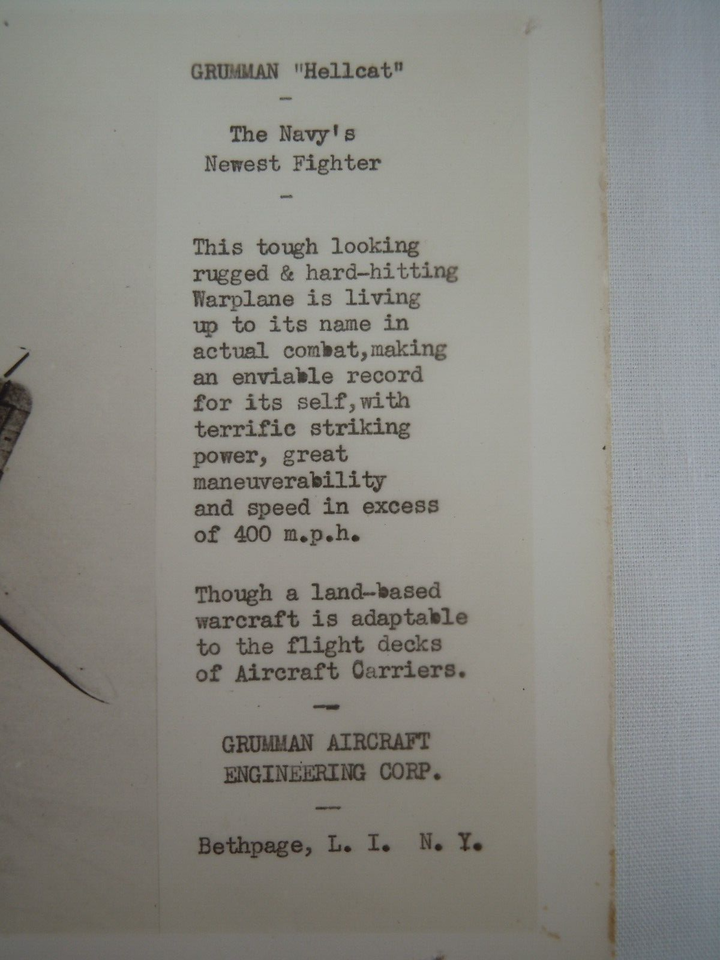 GRUMMAN "Hellcat"
—
The Navy's
Newest Fighter
—
This tough looking
rugged & hard-hitting
Warplane is living
up to its name in
actual combat,making
an enviable record
for its self,with
terrific striking
power, great
maneuverability
and speed in excess
of 400 m.p.h.
Though a land-based
warcraft is adaptable
to the flight decks
of Aircraft Carriers.
—
GRUMMAN AIRCRAFT
ENGINEERING CORP.
—
Bethpage, L. I.  N. Y.